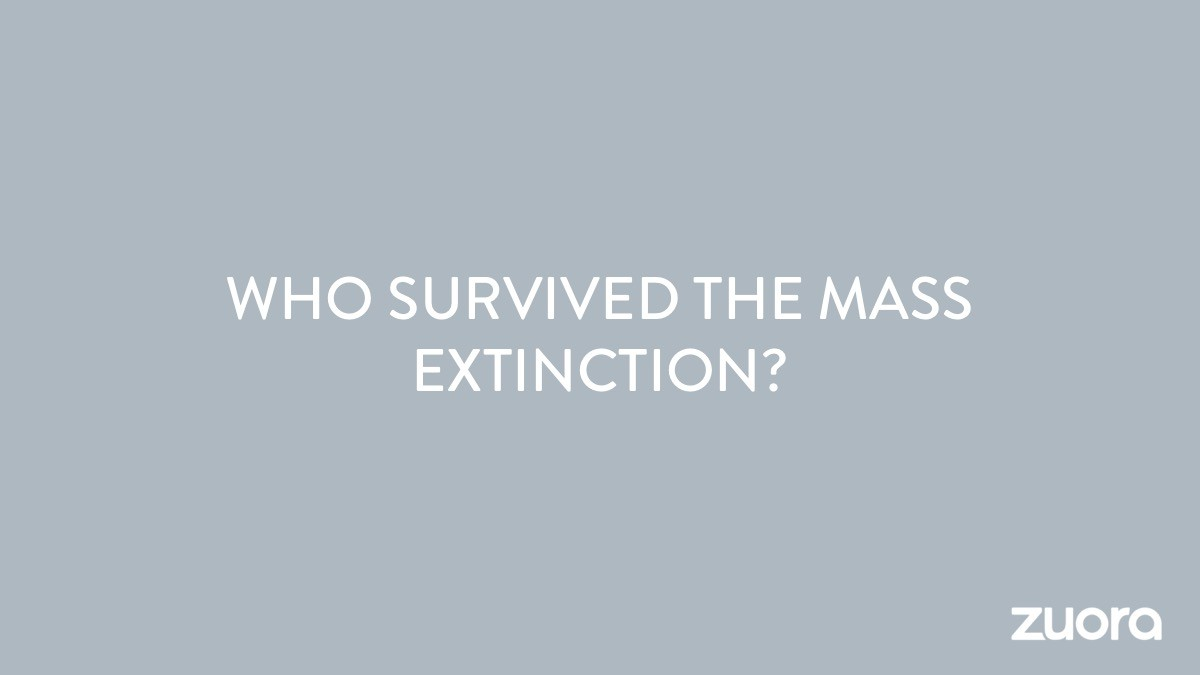 WHO SURVIVED THE MASS
EXTINCTION?
zuora